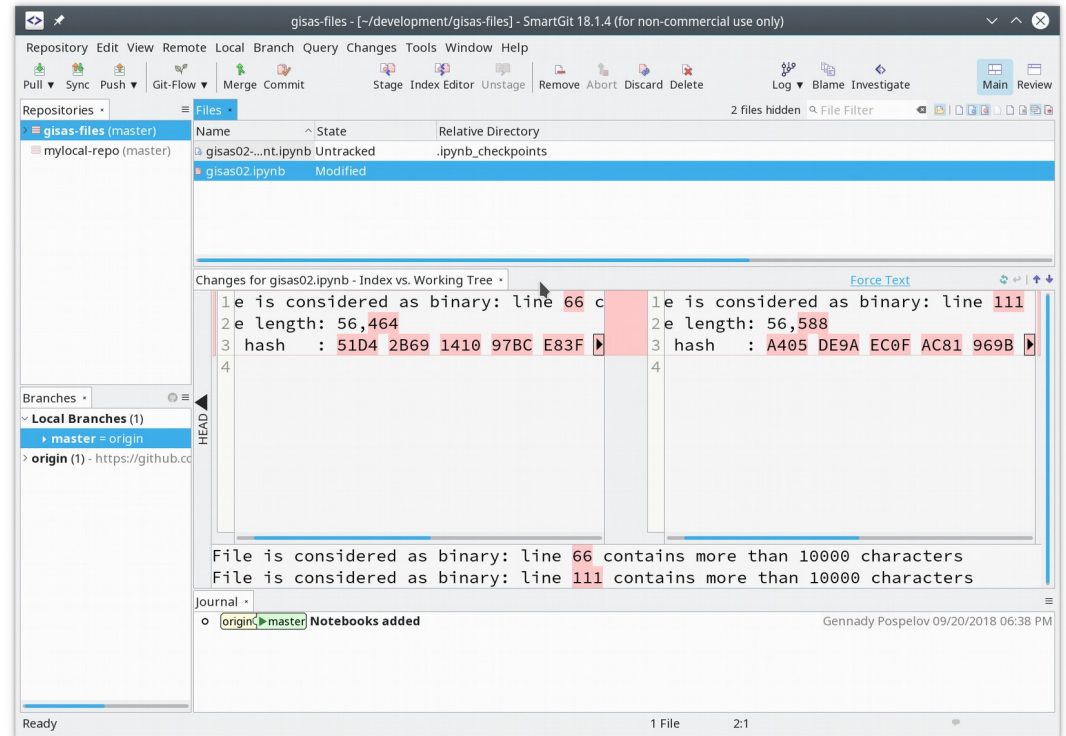 gisas-files - [~/development/gisas-files] - SmartGit 18.1.4 (for non-commercial use only)
Repository Edit View Remote Local Branch Query Changes Tools Window Help
Pull ▼ Sync Push ▼ Git-Flow ▼ Merge Commit Stage Index Editor Unstage Remove Abort Discard Delete Log ▼ Blame Investigate Main Review
Repositories
gisas-files (master)
mylocal-repo (master)
Files 2 files hidden File Filter
Name State Relative Directory
gisas02-...nt.ipynb Untracked .ipynb_checkpoints
gisas02.ipynb Modified
Changes for gisas02.ipynb - Index vs. Working Tree Force Text
1 e is considered as binary: line 66 c
2 e length: 56,464
3 hash : 51D4 2B69 1410 97BC E83F
4
1 e is considered as binary: line 111
2 e length: 56,588
3 hash : A405 DE9A EC0F AC81 969B
4
HEAD
File is considered as binary: line 66 contains more than 10000 characters
File is considered as binary: line 111 contains more than 10000 characters
Branches
Local Branches (1)
master = origin
origin (1) - https://github.cc
Journal
origin master Notebooks added Gennady Pospelov 09/20/2018 06:38 PM
Ready 1 File 2:1